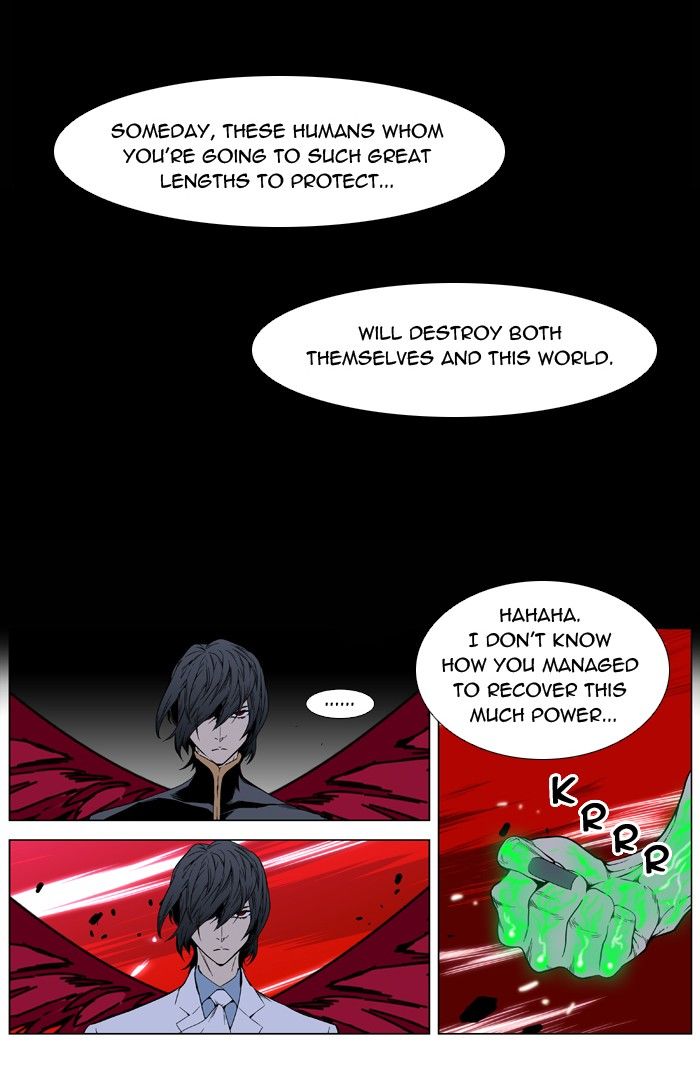 SOMEDAY, THESE HUMANS WHOM
YOU'RE GOING TO SUCH GREAT
LENGTHS TO PROTECT...
WILL DESTROY BOTH
THEMSELVES AND THIS WORLD.
......
HAHAHA.
I DON'T KNOW
HOW YOU MANAGED
TO RECOVER THIS
MUCH POWER...
KRRR